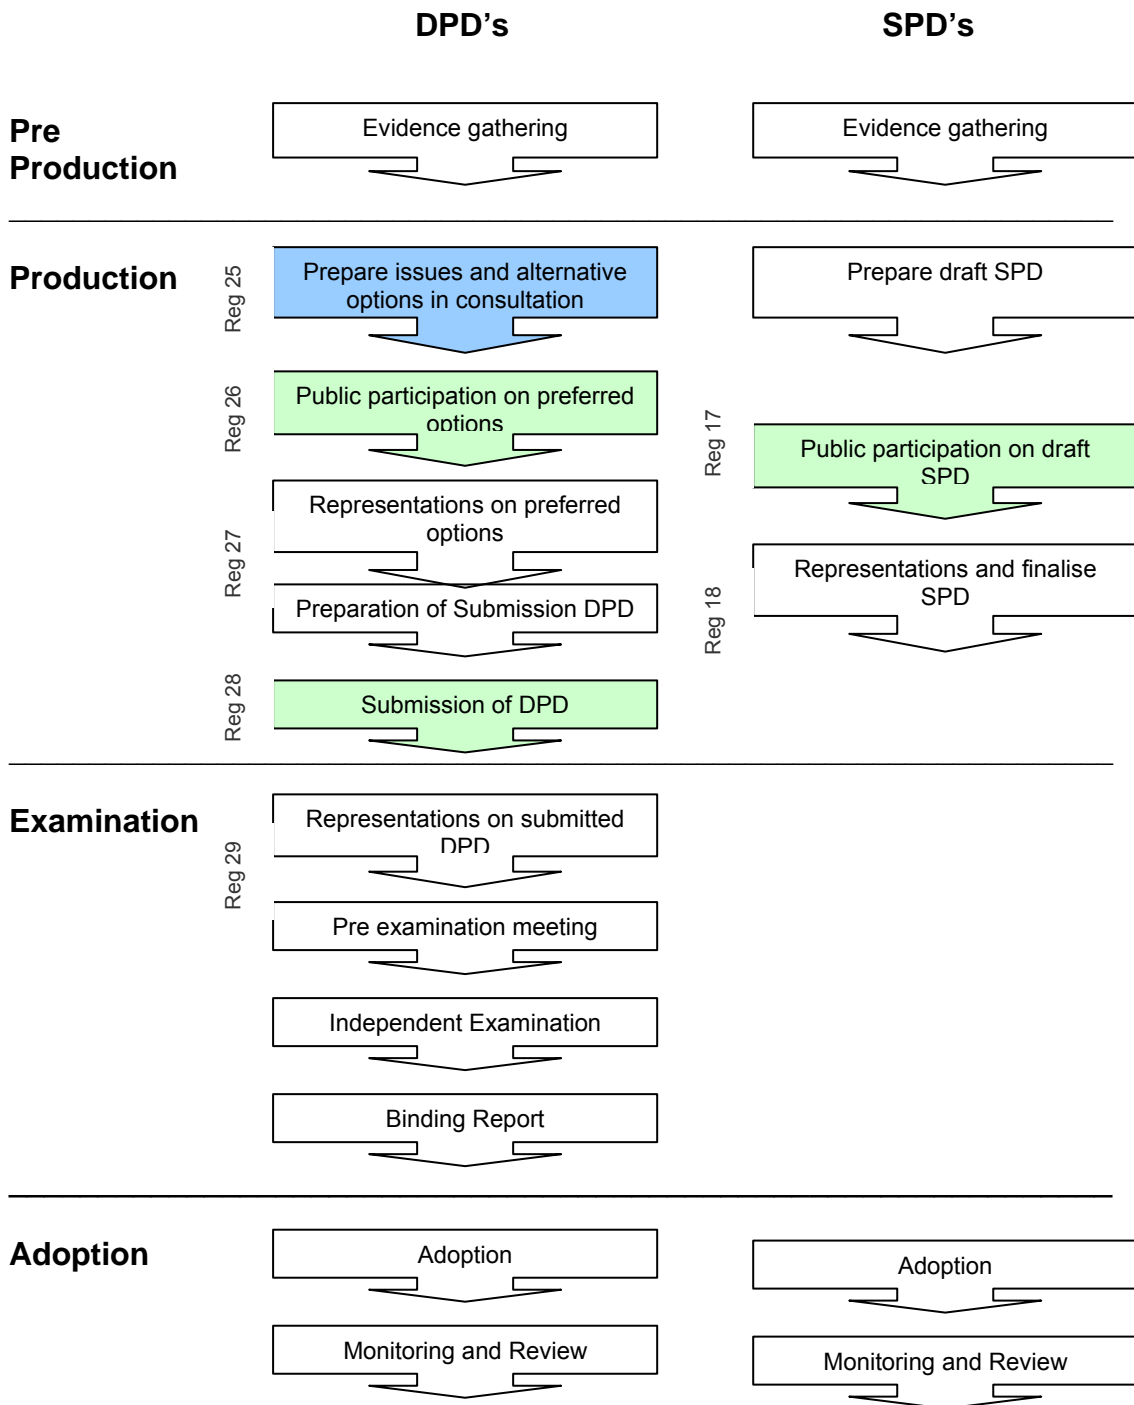 DPD's
SPD's
Pre
Production
Evidence gathering
Evidence gathering
Production
Reg 25
Prepare issues and alternative
options in consultation
Prepare draft SPD
Reg 26
Public participation on preferred
options
Reg 17
Public participation on draft
SPD
Reg 27
Representations on preferred
options
Preparation of Submission DPD
Reg 18
Representations and finalise
SPD
Reg 28
Submission of DPD
Examination
Reg 29
Representations on submitted
DPD
Pre examination meeting
Independent Examination
Binding Report
Adoption
Adoption
Adoption
Monitoring and Review
Monitoring and Review